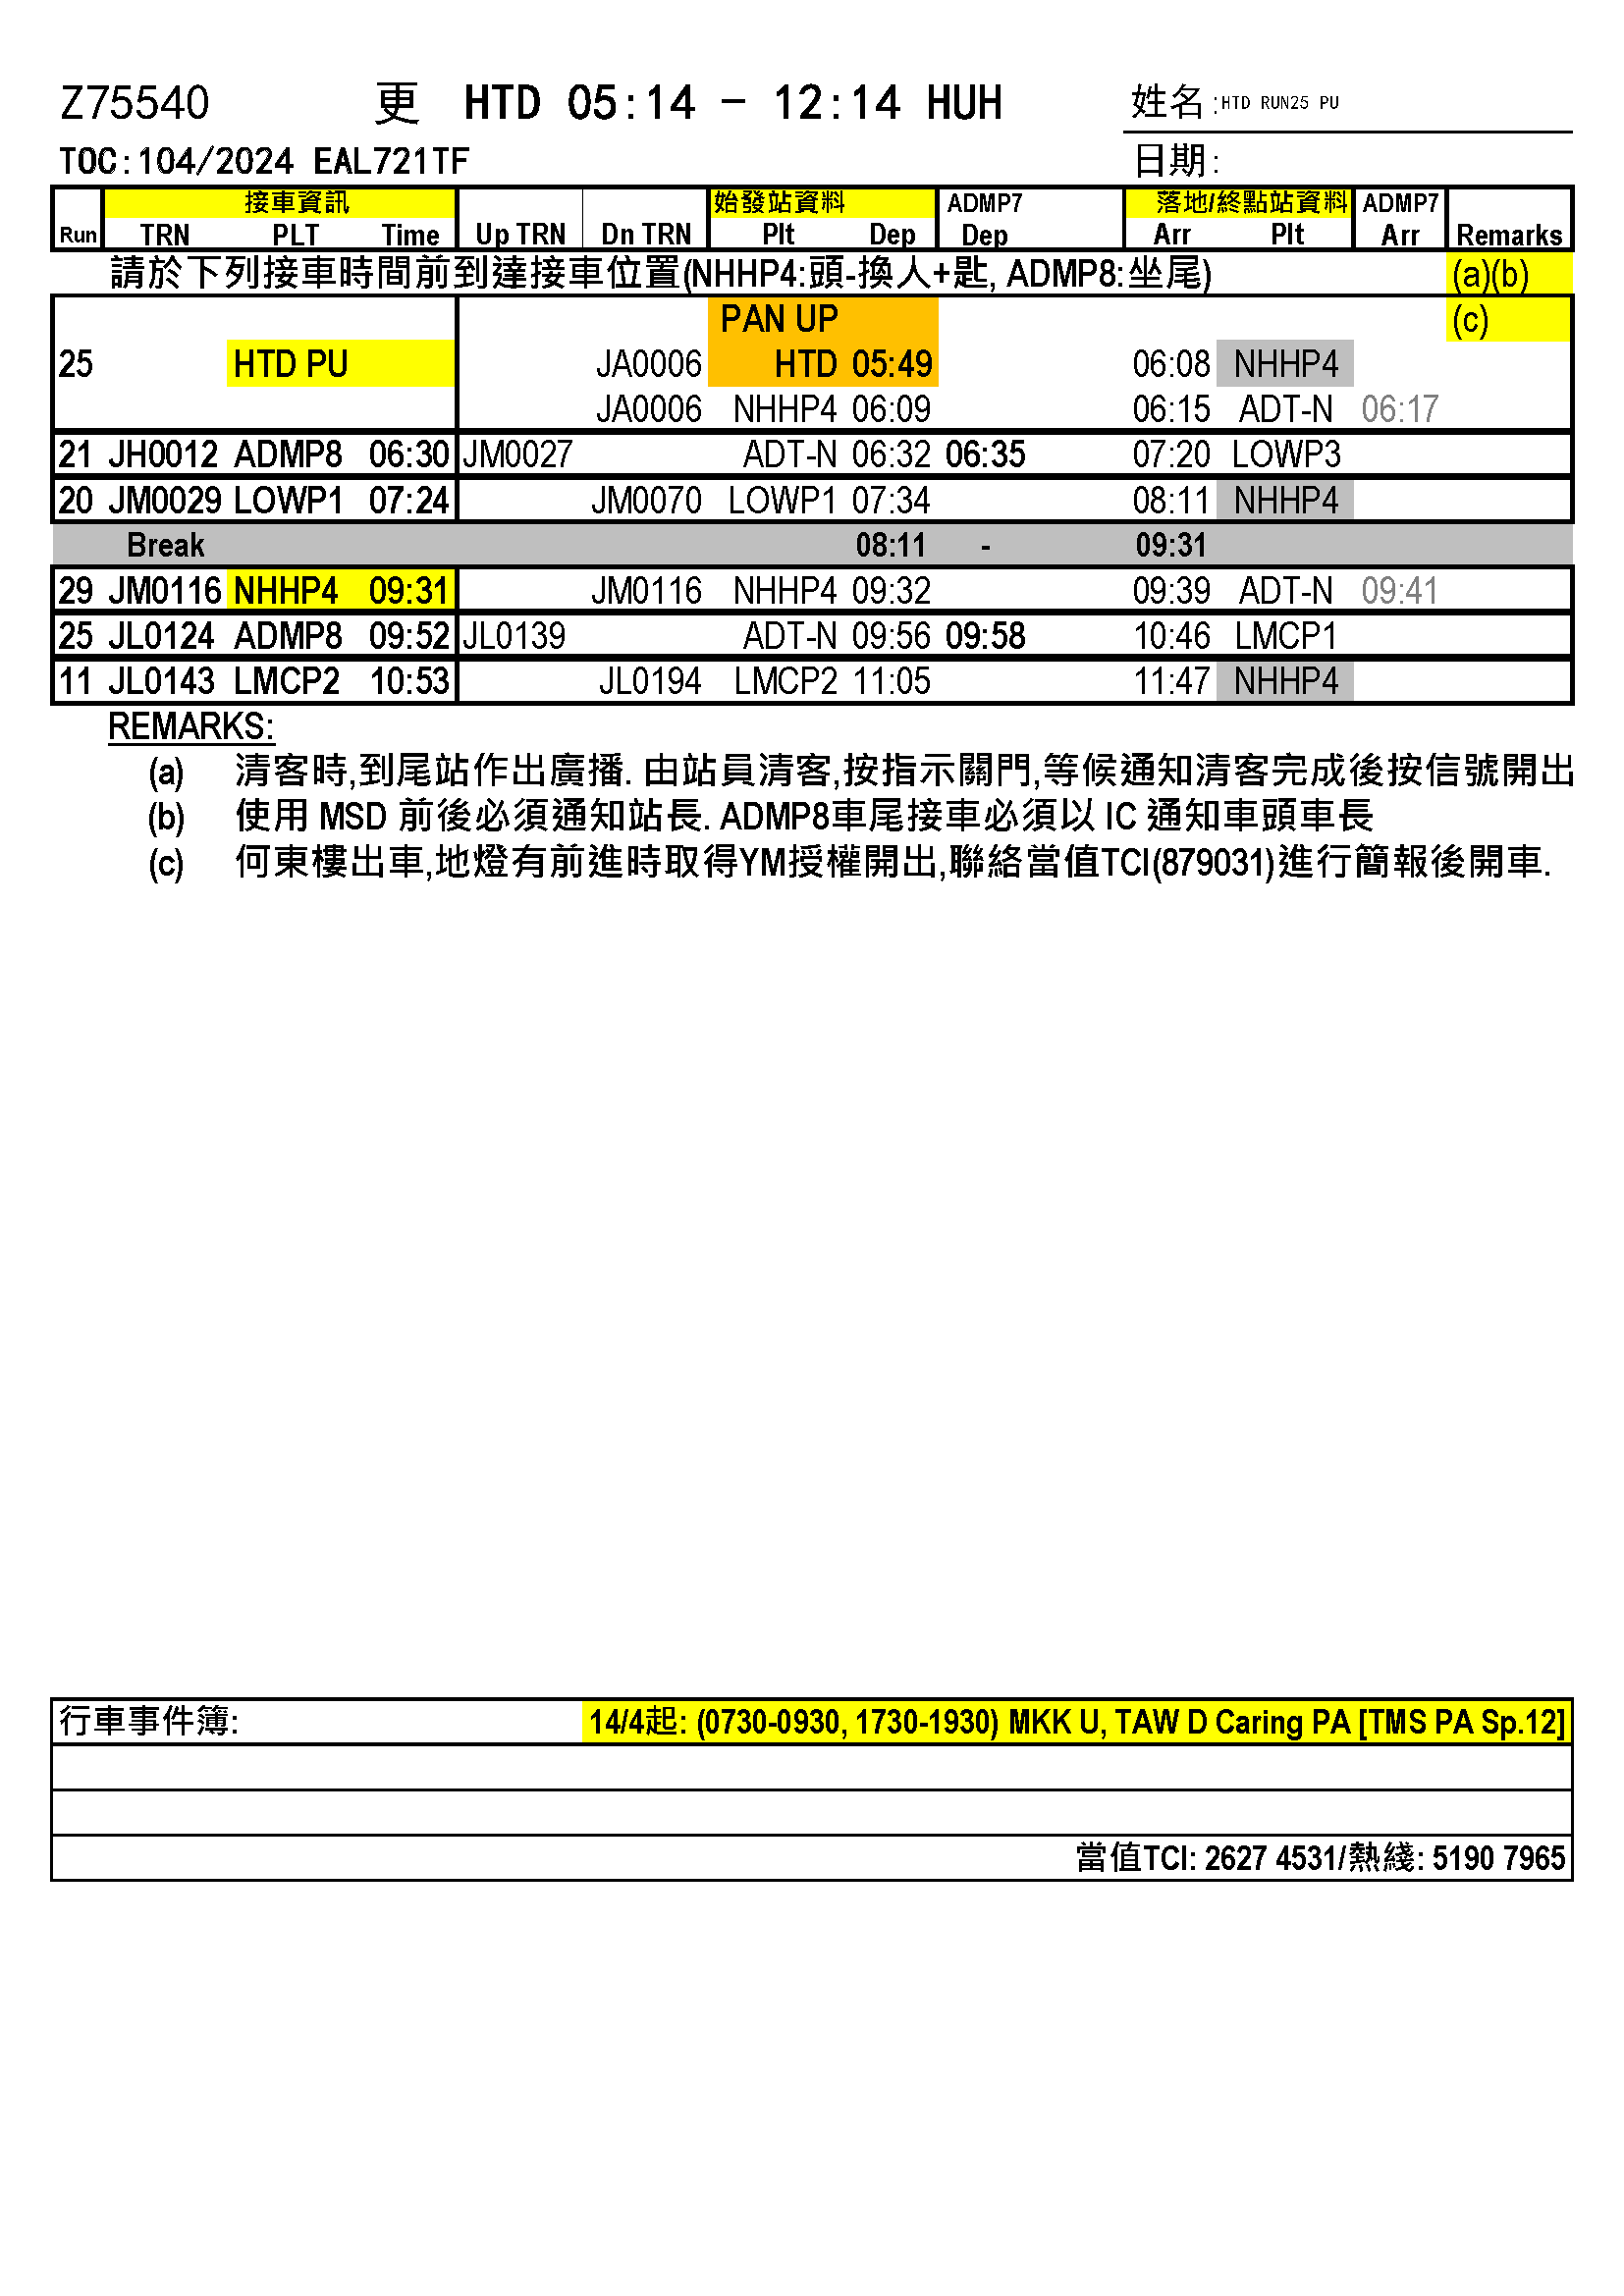 Z75540 更 HTD 05:14 - 12:14 HUH 姓名:HTD RUN25 PU
TOC:104/2024 EAL721TF 日期:
接車資訊 始發站資料 ADMP7 落地/終點站資料 ADMP7
Run TRN PLT Time Up TRN Dn TRN Plt Dep Dep Arr Plt Arr Remarks
請於下列接車時間前到達接車位置(NHHP4:頭-換人+匙, ADMP8:坐尾) (a)(b)
PAN UP (c)
25 HTD PU JA0006 HTD 05:49 06:08 NHHP4
JA0006 NHHP4 06:09 06:15 ADT-N 06:17
21 JH0012 ADMP8 06:30 JM0027 ADT-N 06:32 06:35 07:20 LOWP3
20 JM0029 LOWP1 07:24 JM0070 LOWP1 07:34 08:11 NHHP4
Break 08:11 - 09:31
29 JM0116 NHHP4 09:31 JM0116 NHHP4 09:32 09:39 ADT-N 09:41
25 JL0124 ADMP8 09:52 JL0139 ADT-N 09:56 09:58 10:46 LMCP1
11 JL0143 LMCP2 10:53 JL0194 LMCP2 11:05 11:47 NHHP4
REMARKS:
(a) 清客時,到尾站作出廣播. 由站員清客,按指示關門,等候通知清客完成後按信號開出
(b) 使用 MSD 前後必須通知站長. ADMP8車尾接車必須以 IC 通知車頭車長
(c) 何東樓出車,地燈有前進時取得YM授權開出,聯絡當值TCI(879031)進行簡報後開車.
行車事件簿: 14/4起: (0730-0930, 1730-1930) MKK U, TAW D Caring PA [TMS PA Sp.12]
當值TCI: 2627 4531/熱綫: 5190 7965